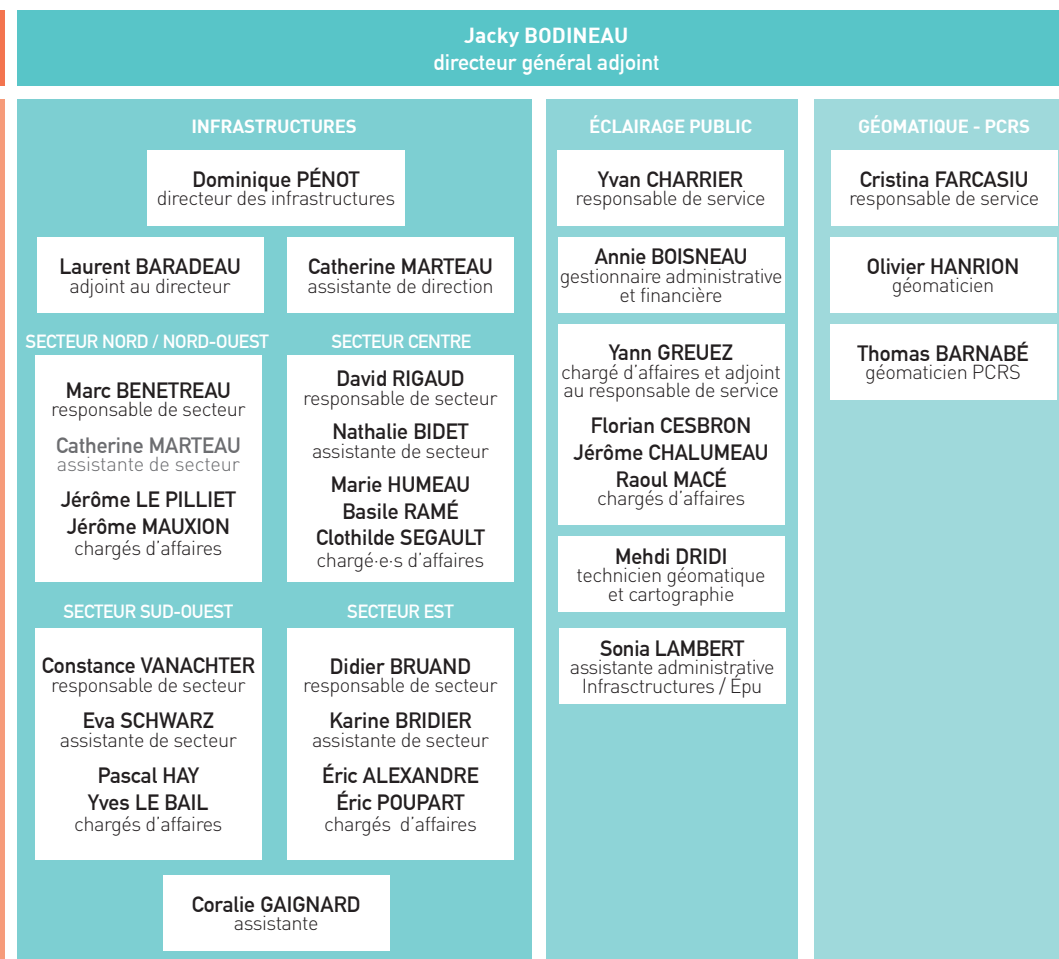 Jacky BODINEAU
directeur général adjoint
INFRASTRUCTURES
Dominique PÉNOT
directeur des infrastructures
Laurent BARADEAU
adjoint au directeur
Catherine MARTEAU
assistante de direction
SECTEUR NORD / NORD-OUEST
Marc BENETREAU
responsable de secteur
Catherine MARTEAU
assistante de secteur
Jérôme LE PILLIET
Jérôme MAUXION
chargés d'affaires
SECTEUR CENTRE
David RIGAUD
responsable de secteur
Nathalie BIDET
assistante de secteur
Marie HUMEAU
Basile RAMÉ
Clothilde SEGAULT
chargé·e·s d'affaires
SECTEUR SUD-OUEST
Constance VANACHTER
responsable de secteur
Eva SCHWARZ
assistante de secteur
Pascal HAY
Yves LE BAIL
chargés d'affaires
SECTEUR EST
Didier BRUAND
responsable de secteur
Karine BRIDIER
assistante de secteur
Éric ALEXANDRE
Éric POUPART
chargés d'affaires
Coralie GAIGNARD
assistante
ÉCLAIRAGE PUBLIC
Yvan CHARRIER
responsable de service
Annie BOISNEAU
gestionnaire administrative
et financière
Yann GREUEZ
chargé d'affaires et adjoint
au responsable de service
Florian CESBRON
Jérôme CHALUMEAU
Raoul MACÉ
chargés d'affaires
Mehdi DRIDI
technicien géomatique
et cartographie
Sonia LAMBERT
assistante administrative
Infrasctructures / Épu
GÉOMATIQUE - PCRS
Cristina FARCASIU
responsable de service
Olivier HANRION
géomaticien
Thomas BARNABÉ
géomaticien PCRS